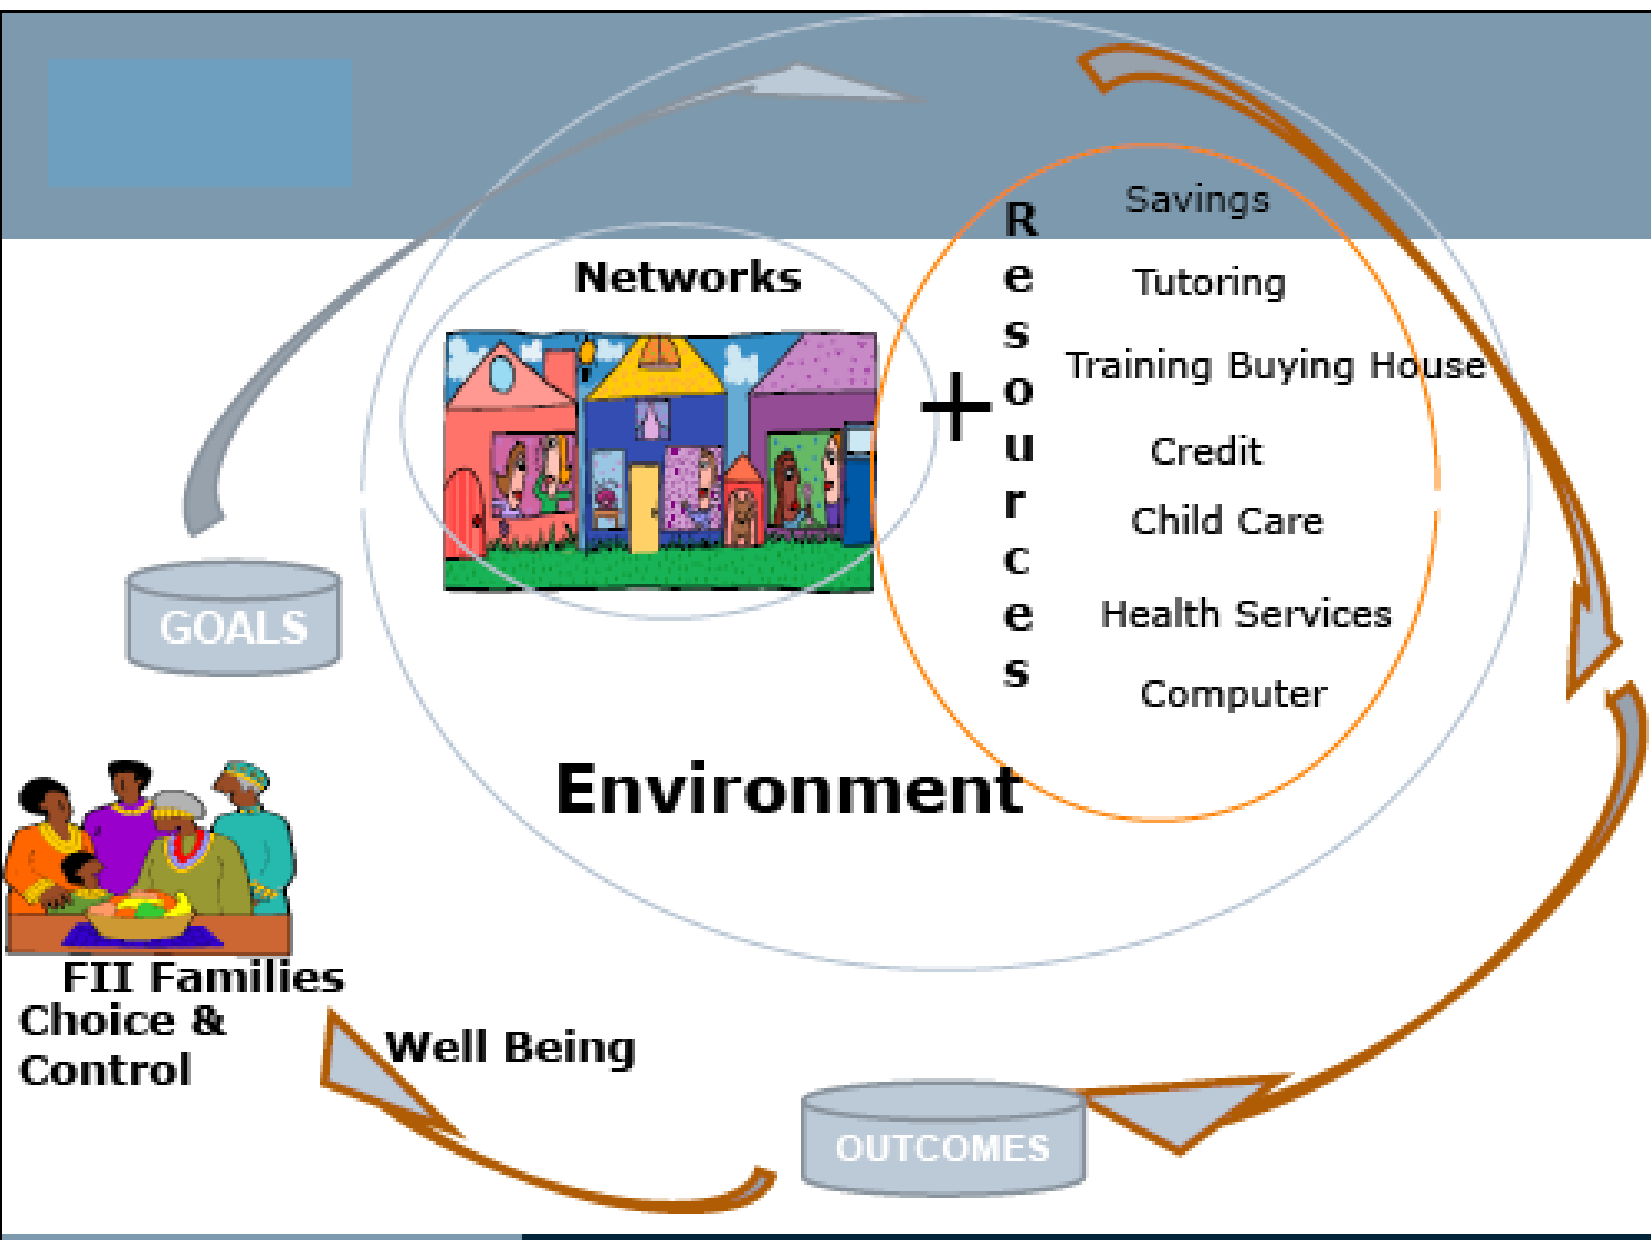 Networks
+
Resources
Savings
Tutoring
Training Buying House
Credit
Child Care
Health Services
Computer
GOALS
Environment
FII Families
Choice &
Control
Well Being
OUTCOMES